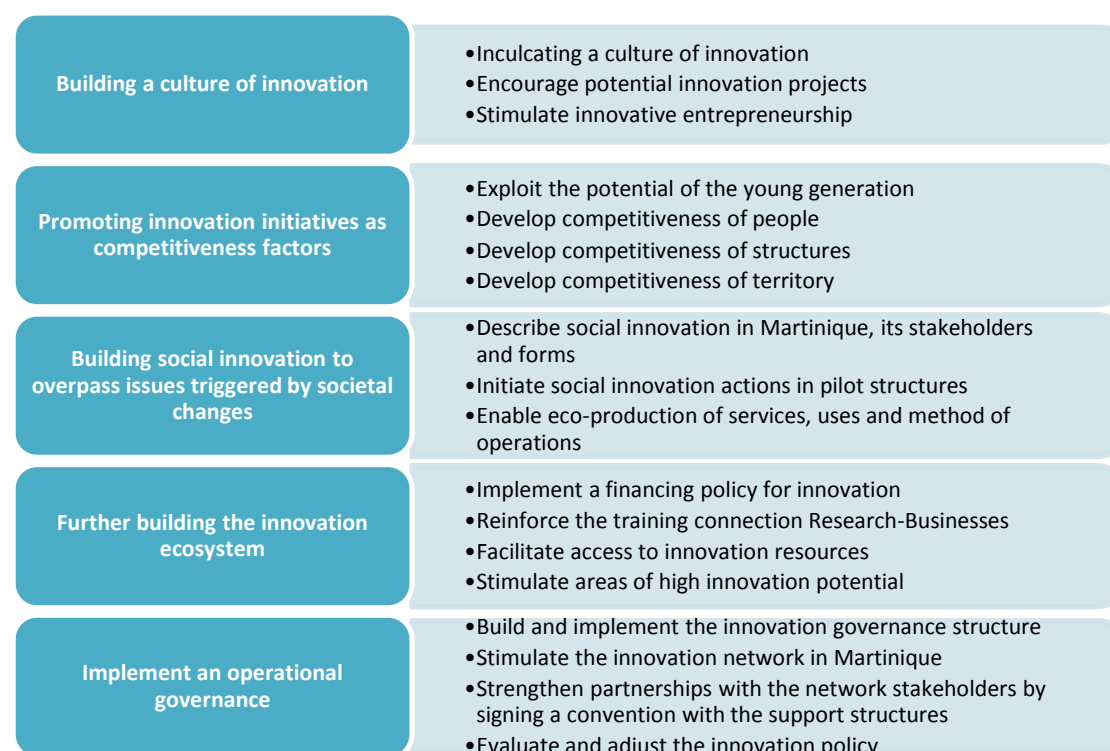 Building a culture of innovation
•Inculcating a culture of innovation
•Encourage potential innovation projects
•Stimulate innovative entrepreneurship
Promoting innovation initiatives as
competitiveness factors
•Exploit the potential of the young generation
•Develop competitiveness of people
•Develop competitiveness of structures
•Develop competitiveness of territory
Building social innovation to
overpass issues triggered by societal
changes
•Describe social innovation in Martinique, its stakeholders
and forms
•Initiate social innovation actions in pilot structures
•Enable eco-production of services, uses and method of
operations
Further building the innovation
ecosystem
•Implement a financing policy for innovation
•Reinforce the training connection Research-Businesses
•Facilitate access to innovation resources
•Stimulate areas of high innovation potential
Implement an operational
governance
•Build and implement the innovation governance structure
•Stimulate the innovation network in Martinique
•Strengthen partnerships with the network stakeholders by
signing a convention with the support structures
•Evaluate and adjust the innovation policy